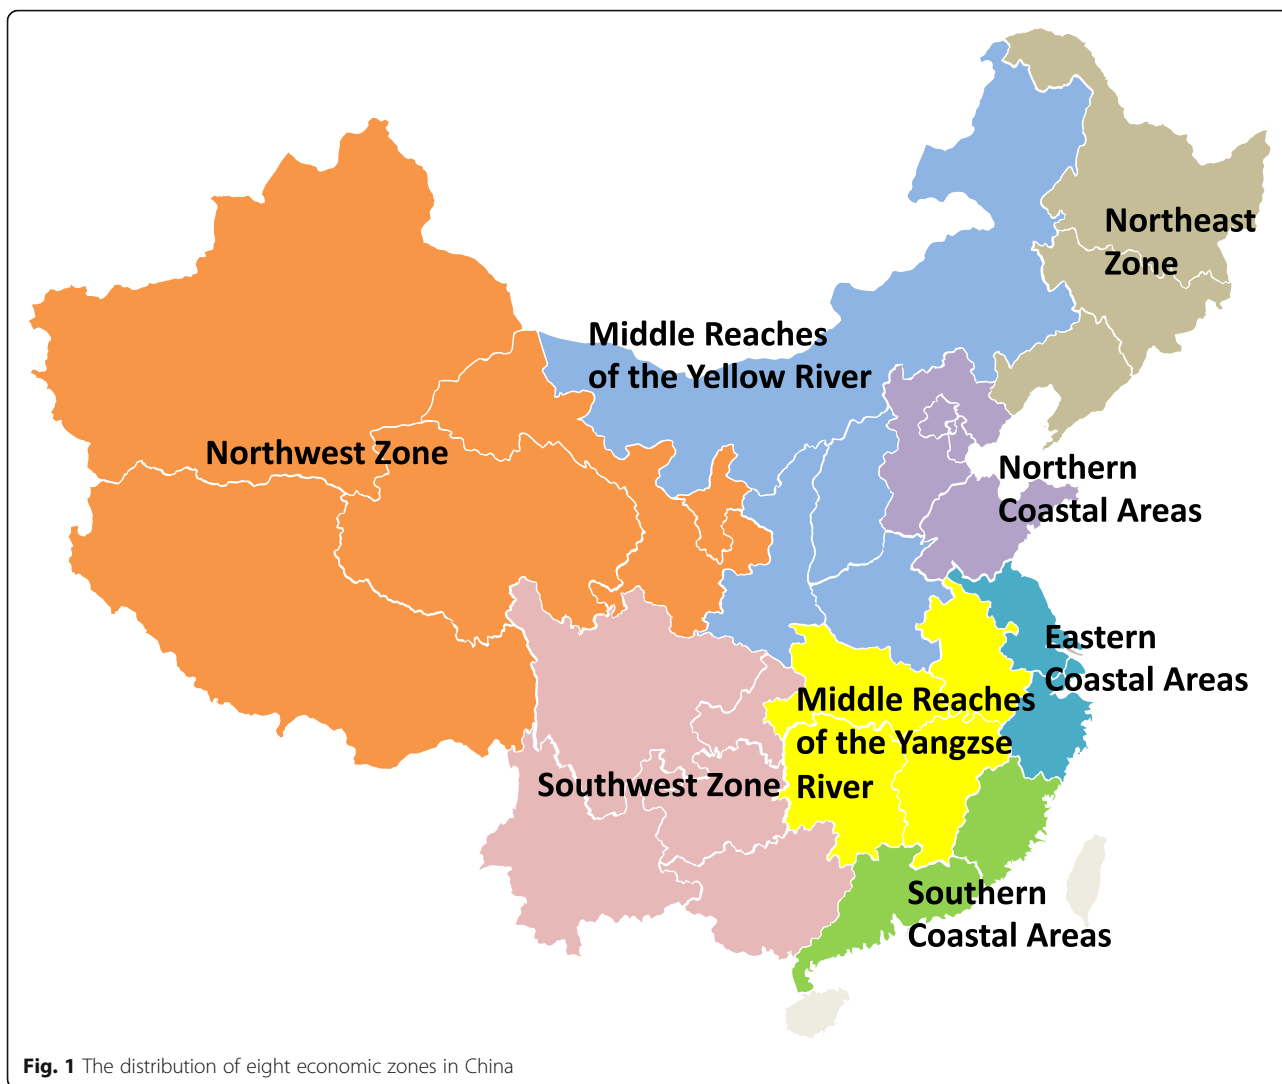 Northeast
Zone
Middle Reaches
of the Yellow River
Northwest Zone
Northern
Coastal Areas
Eastern
Coastal Areas
Middle Reaches
of the Yangzse
River
Southwest Zone
Southern
Coastal Areas
Fig. 1 The distribution of eight economic zones in China